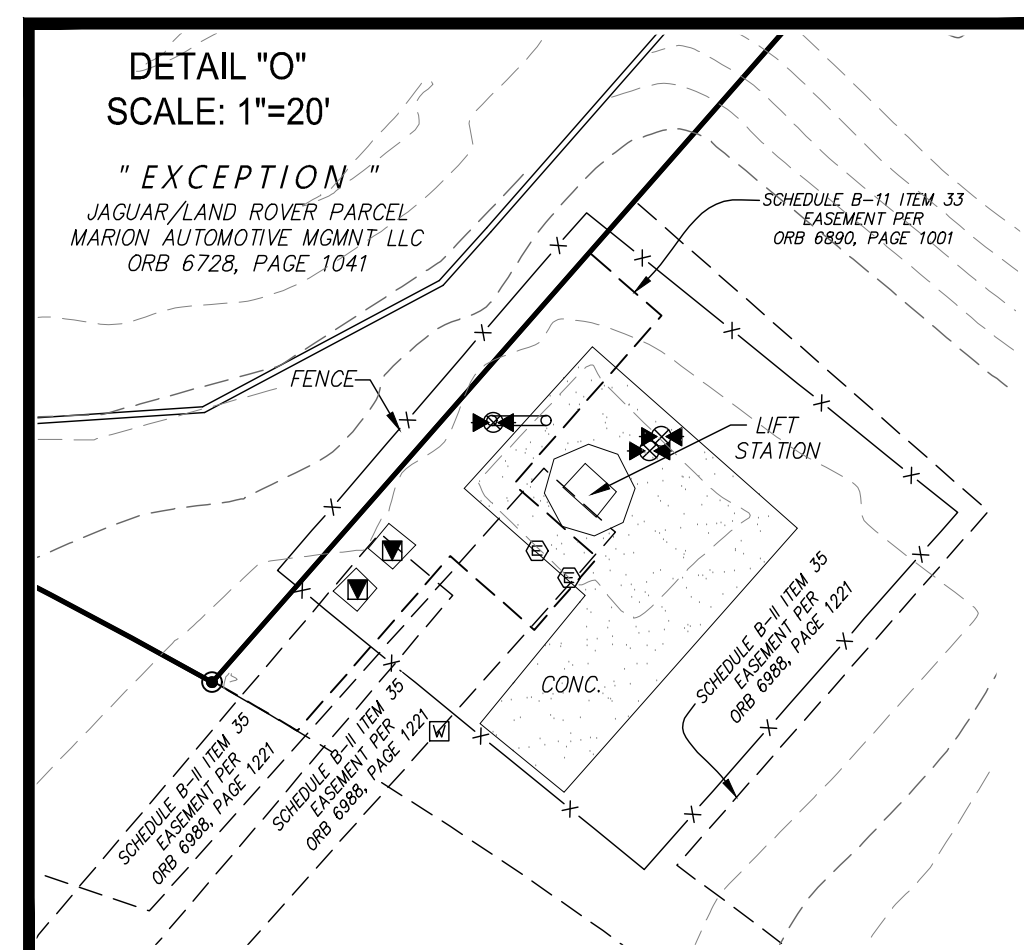 DETAIL "O"
SCALE: 1"=20'
" EXCEPTION "
JAGUAR/LAND ROVER PARCEL
MARION AUTOMOTIVE MGMNT LLC
ORB 6728, PAGE 1041
SCHEDULE B-11 ITEM 33
EASEMENT PER
ORB 6890, PAGE 1001
FENCE
LIFT
STATION
E
E
CONC.
W
SCHEDULE B-II ITEM 35
EASEMENT PER
ORB 6988, PAGE 1221
SCHEDULE B-II ITEM 35
EASEMENT PER
ORB 6988, PAGE 1221
SCHEDULE B-II ITEM 35
EASEMENT PER
ORB 6988, PAGE 1221